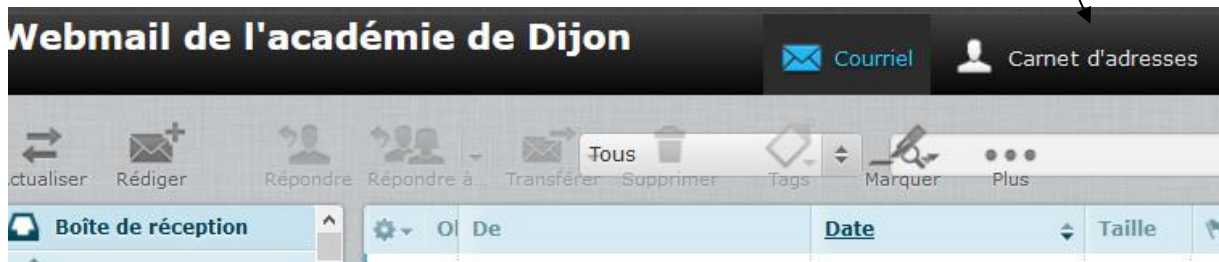 Webmail de l'académie de Dijon
Courriel
Carnet d'adresses
Tous
ctualiser Rédiger Répondre Répondre à... Transférer Supprimer Tags Marquer Plus
Boîte de réception
Ol De Date Taille